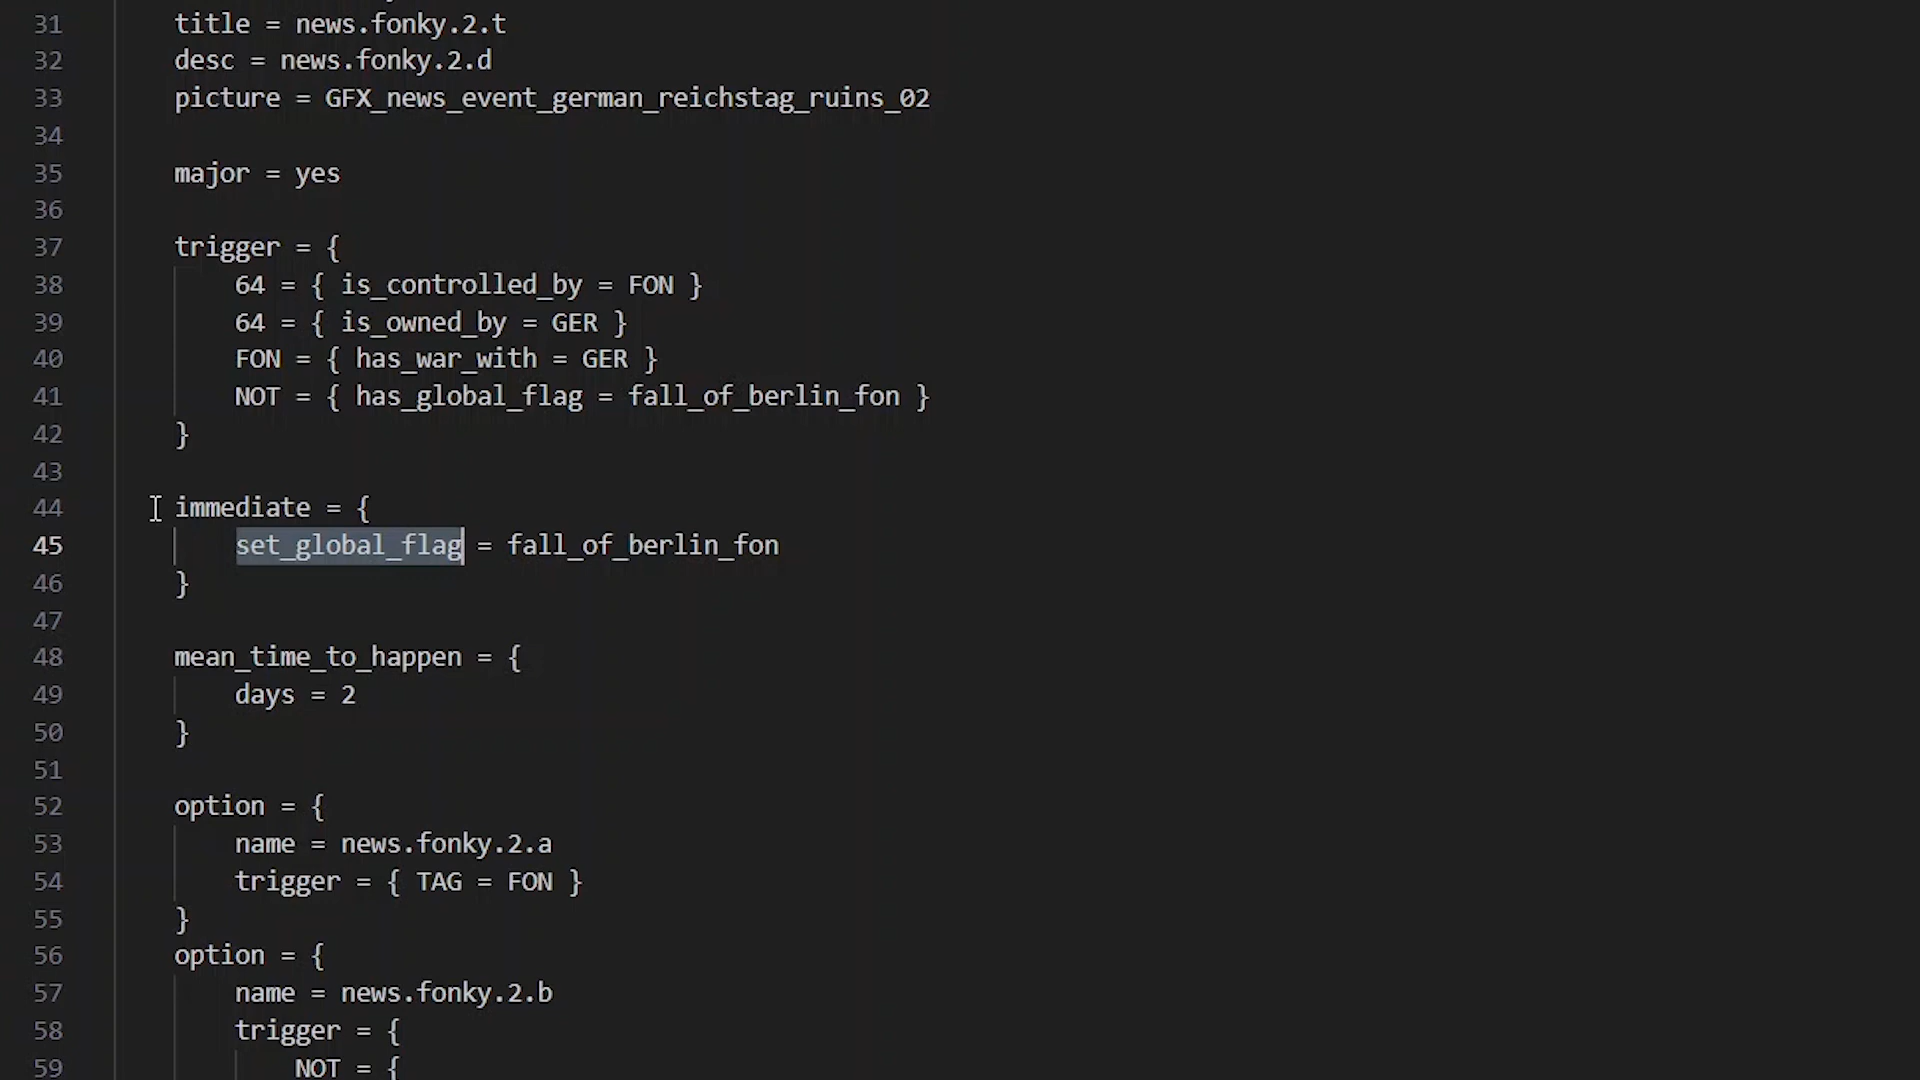 31 title = news.fonky.2.t
32 desc = news.fonky.2.d
33 picture = GFX_news_event_german_reichstag_ruins_02
34
35 major = yes
36
37 trigger = {
38 64 = { is_controlled_by = FON }
39 64 = { is_owned_by = GER }
40 FON = { has_war_with = GER }
41 NOT = { has_global_flag = fall_of_berlin_fon }
42 }
43
44 immediate = {
45 set_global_flag = fall_of_berlin_fon
46 }
47
48 mean_time_to_happen = {
49 days = 2
50 }
51
52 option = {
53 name = news.fonky.2.a
54 trigger = { TAG = FON }
55 }
56 option = {
57 name = news.fonky.2.b
58 trigger = {
59 NOT = {